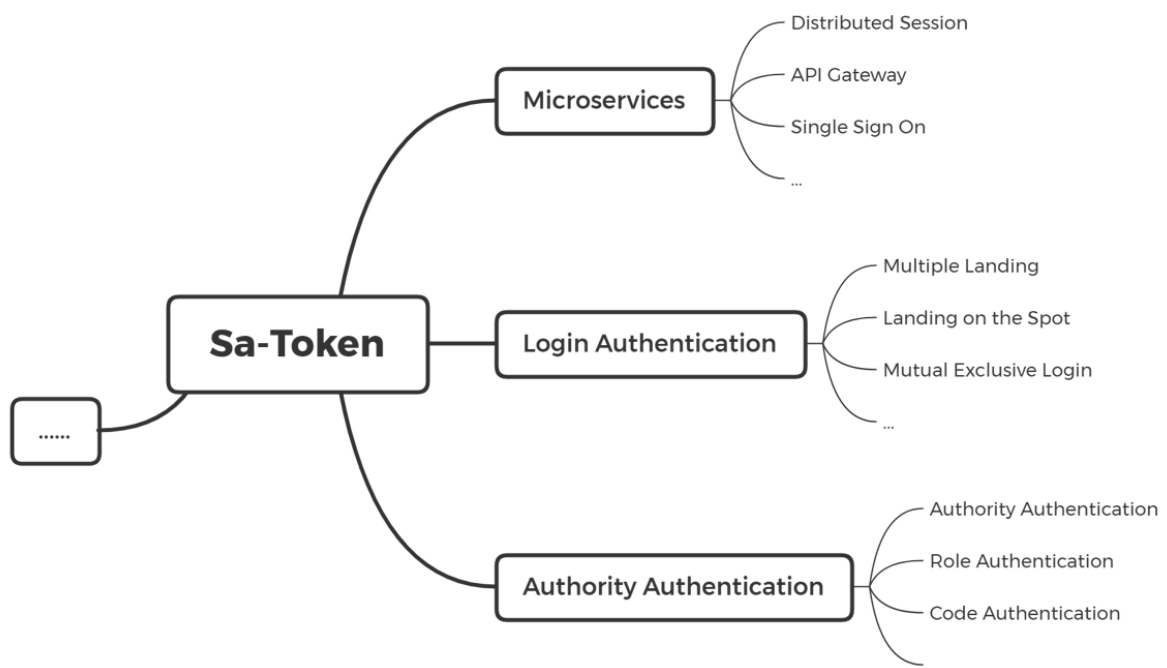 Distributed Session
API Gateway
Microservices
Single Sign On
...
Multiple Landing
Landing on the Spot
Sa-Token
Login Authentication
Mutual Exclusive Login
...
......
Authority Authentication
Role Authentication
Authority Authentication
Code Authentication